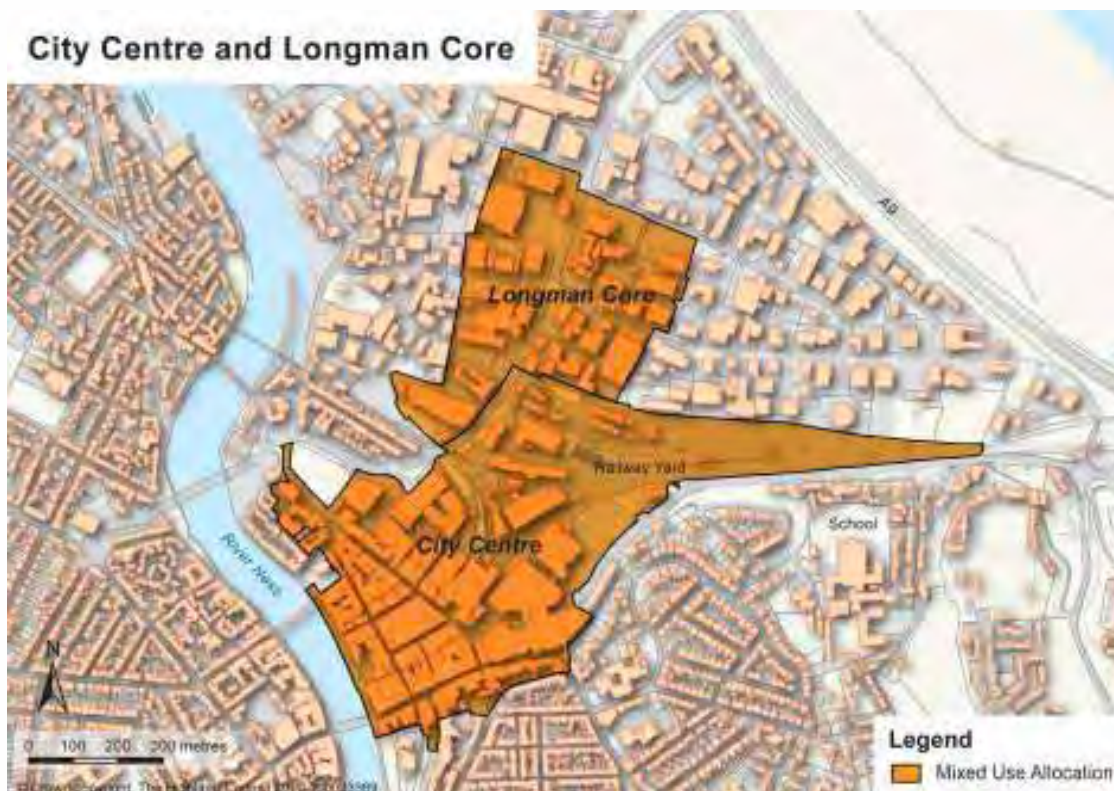 City Centre and Longman Core
A9
Longman Core
Railway Yard
School
City Centre
River Ness
N
0 100 200 300 metres
Legend
Mixed Use Allocation